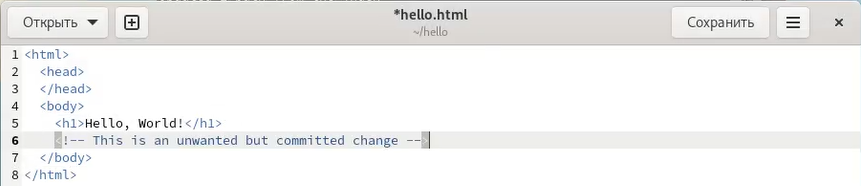 Открыть
*hello.html
~/hello
Сохранить
1 <html>
2   <head>
3   </head>
4   <body>
5     <h1>Hello, World!</h1>
6     <!-- This is an unwanted but committed change -->
7   </body>
8 </html>